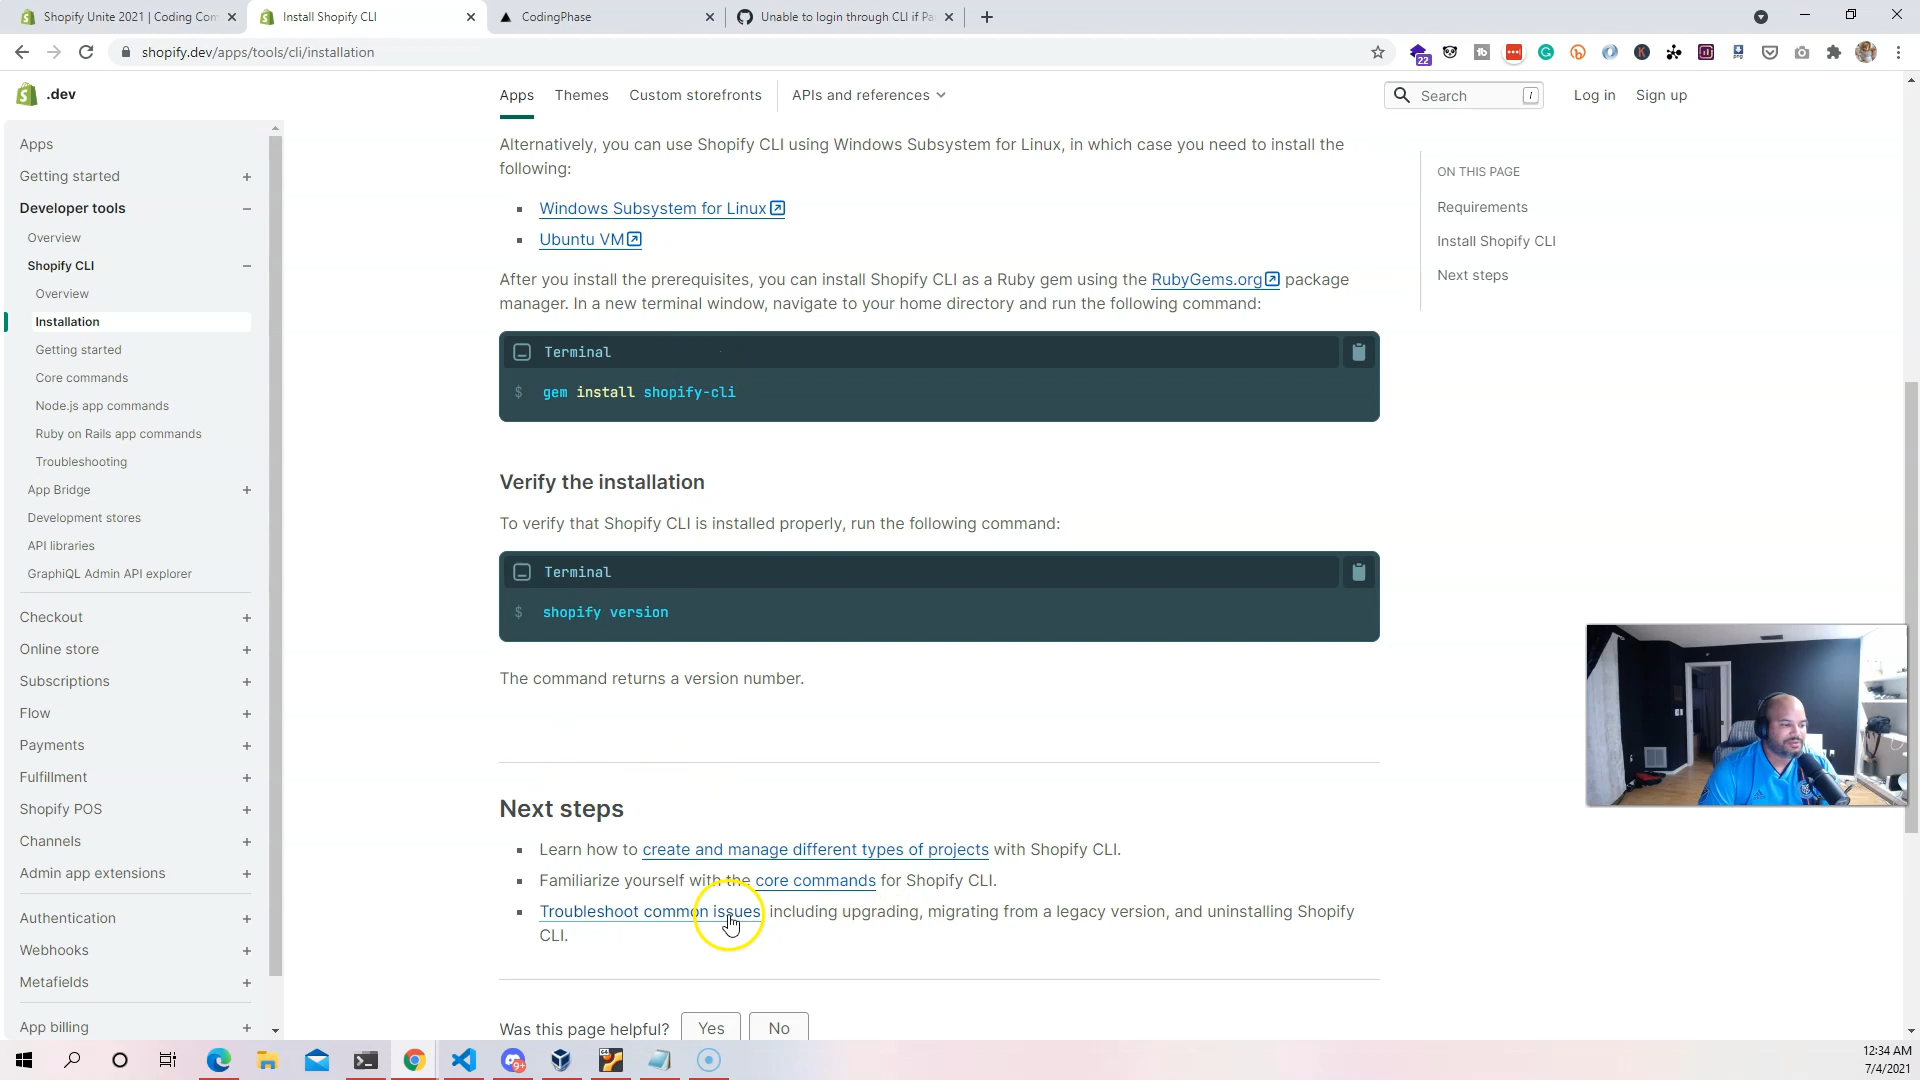 Shopify Unite 2021 | Coding Com
Install Shopify CLI
CodingPhase
Unable to login through CLI if Pa
shopify.dev/apps/tools/cli/installation
22
.dev
Apps
Themes
Custom storefronts
APIs and references
Search
/
Log in
Sign up
Apps
Getting started
Developer tools
Overview
Shopify CLI
Overview
Installation
Getting started
Core commands
Node.js app commands
Ruby on Rails app commands
Troubleshooting
App Bridge
Development stores
API libraries
GraphiQL Admin API explorer
Checkout
Online store
Subscriptions
Flow
Payments
Fulfillment
Shopify POS
Channels
Admin app extensions
Authentication
Webhooks
Metafields
App billing
Alternatively, you can use Shopify CLI using Windows Subsystem for Linux, in which case you need to install the
following:
Windows Subsystem for Linux
Ubuntu VM
After you install the prerequisites, you can install Shopify CLI as a Ruby gem using the RubyGems.org package
manager. In a new terminal window, navigate to your home directory and run the following command:
Terminal
$ gem install shopify-cli
Verify the installation
To verify that Shopify CLI is installed properly, run the following command:
Terminal
$ shopify version
The command returns a version number.
Next steps
Learn how to create and manage different types of projects with Shopify CLI.
Familiarize yourself with the core commands for Shopify CLI.
Troubleshoot common issues, including upgrading, migrating from a legacy version, and uninstalling Shopify
CLI.
Was this page helpful?
Yes
No
ON THIS PAGE
Requirements
Install Shopify CLI
Next steps
9+
12:34 AM
7/4/2021